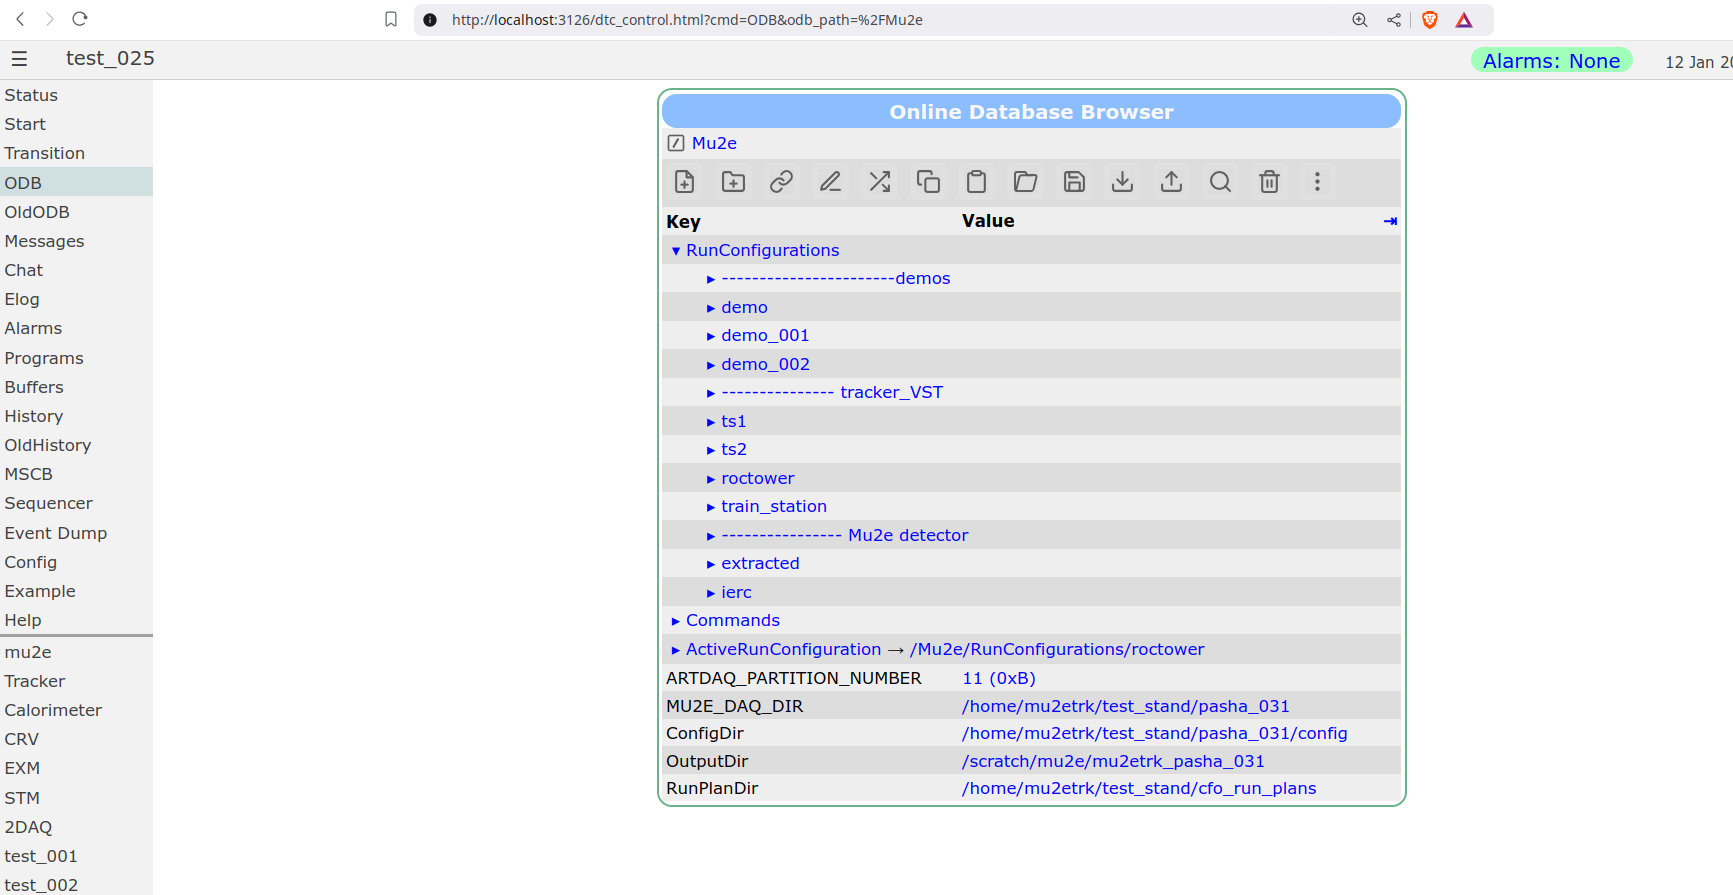 http://localhost:3126/dtc_control.html?cmd=ODB&odb_path=%2FMu2e
test_025
Alarms: None
12 Jan 20
Status
Start
Transition
ODB
OldODB
Messages
Chat
Elog
Alarms
Programs
Buffers
History
OldHistory
MSCB
Sequencer
Event Dump
Config
Example
Help
mu2e
Tracker
Calorimeter
CRV
EXM
STM
2DAQ
test_001
test_002
Online Database Browser
Mu2e
Key Value
▾ RunConfigurations
▸ -----------------------demos
▸ demo
▸ demo_001
▸ demo_002
▸ --------------- tracker_VST
▸ ts1
▸ ts2
▸ roctower
▸ train_station
▸ ---------------- Mu2e detector
▸ extracted
▸ ierc
▸ Commands
▸ ActiveRunConfiguration → /Mu2e/RunConfigurations/roctower
ARTDAQ_PARTITION_NUMBER 11 (0xB)
MU2E_DAQ_DIR /home/mu2etrk/test_stand/pasha_031
ConfigDir /home/mu2etrk/test_stand/pasha_031/config
OutputDir /scratch/mu2e/mu2etrk_pasha_031
RunPlanDir /home/mu2etrk/test_stand/cfo_run_plans